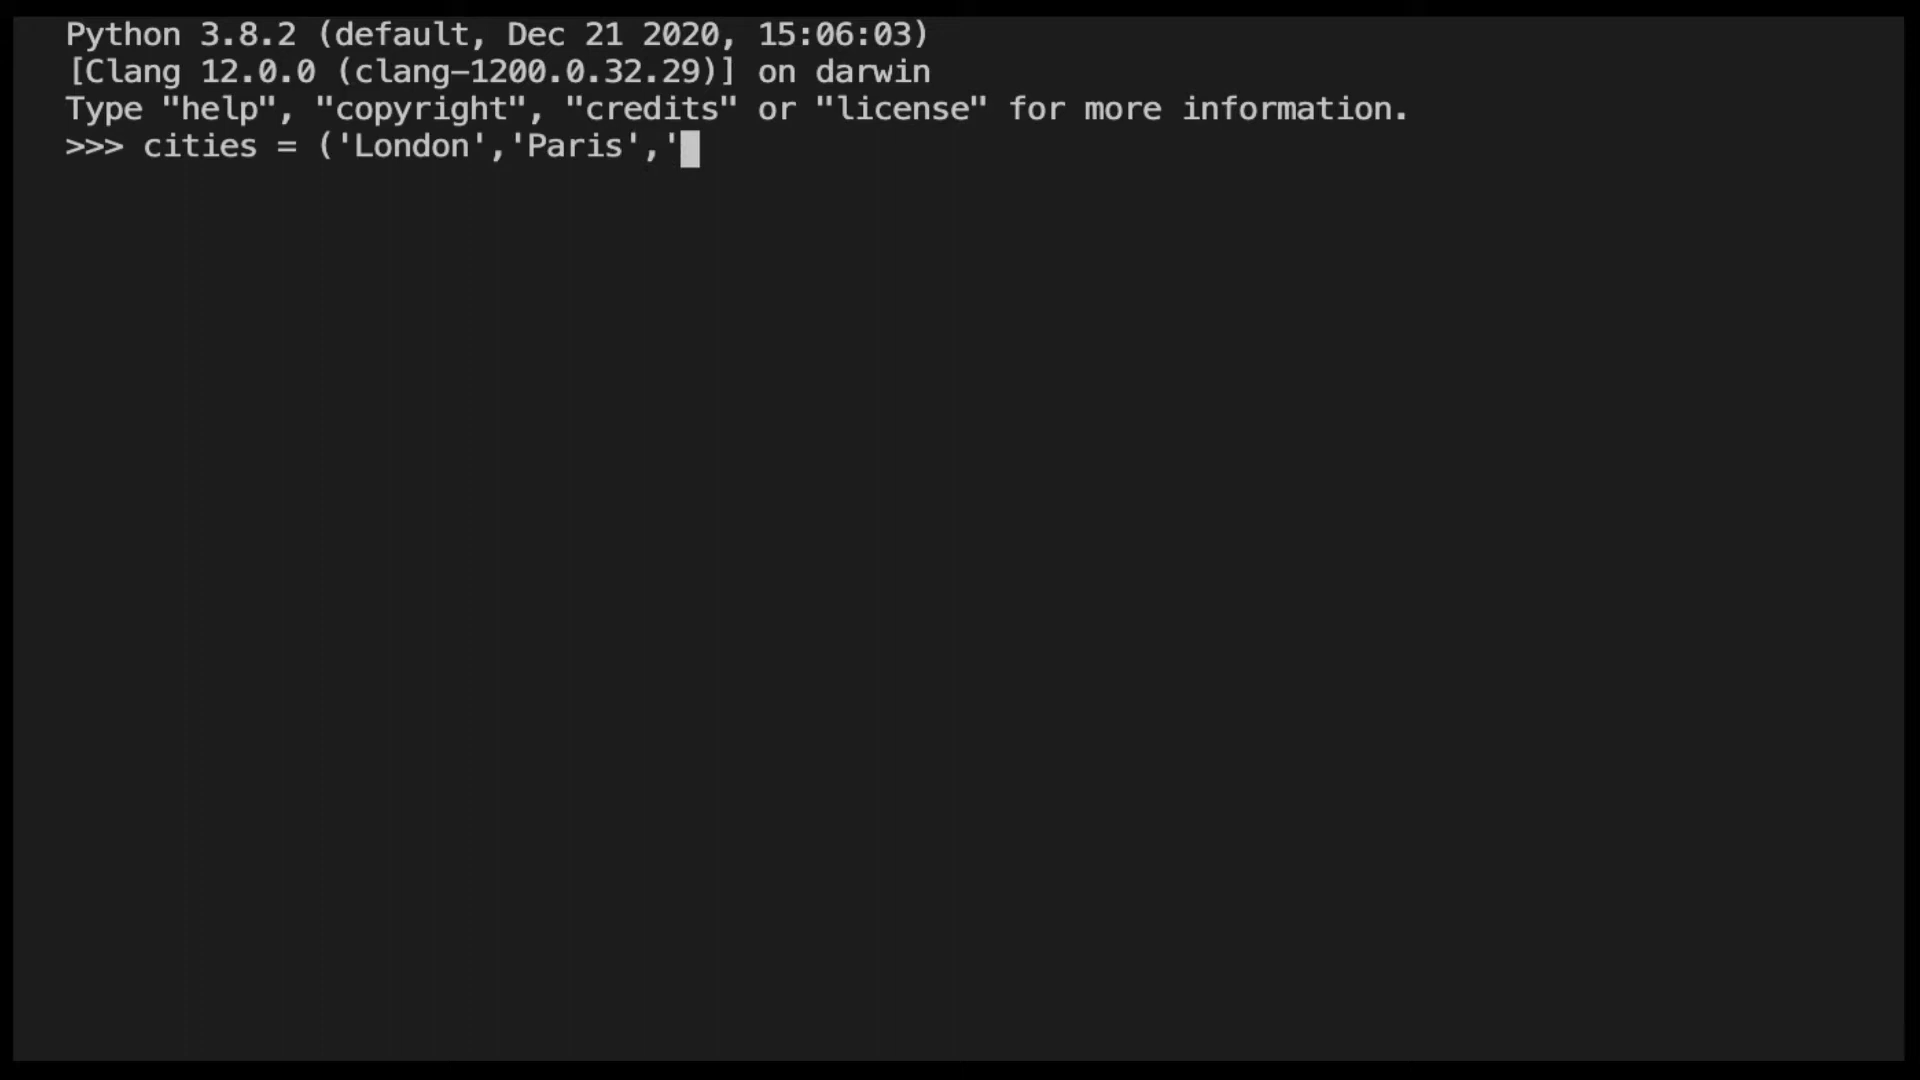 Python 3.8.2 (default, Dec 21 2020, 15:06:03)
[Clang 12.0.0 (clang-1200.0.32.29)] on darwin
Type "help", "copyright", "credits" or "license" for more information.
>>> cities = ('London','Paris','